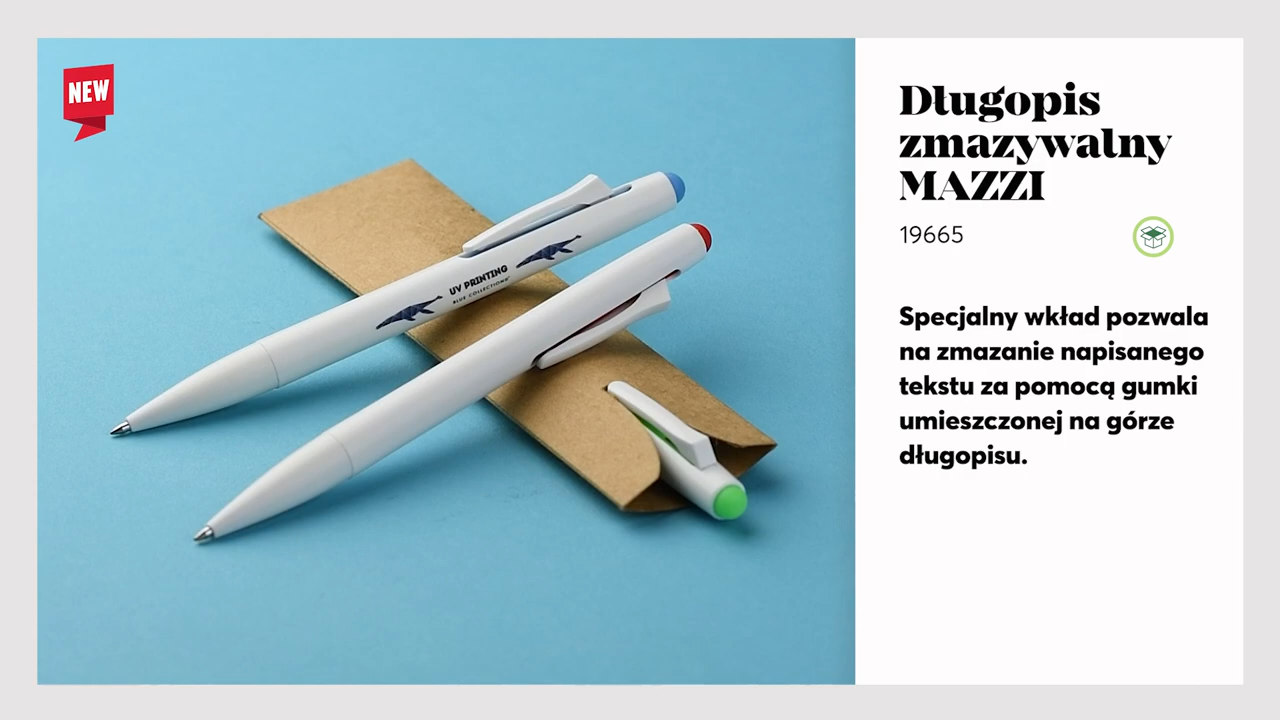 NEW
UV PRINTING
BLUE COLLECTION®
Długopis
zmazywalny
MAZZI
19665
Specjalny wkład pozwala
na zmazanie napisanego
tekstu za pomocą gumki
umieszczonej na górze
długopisu.